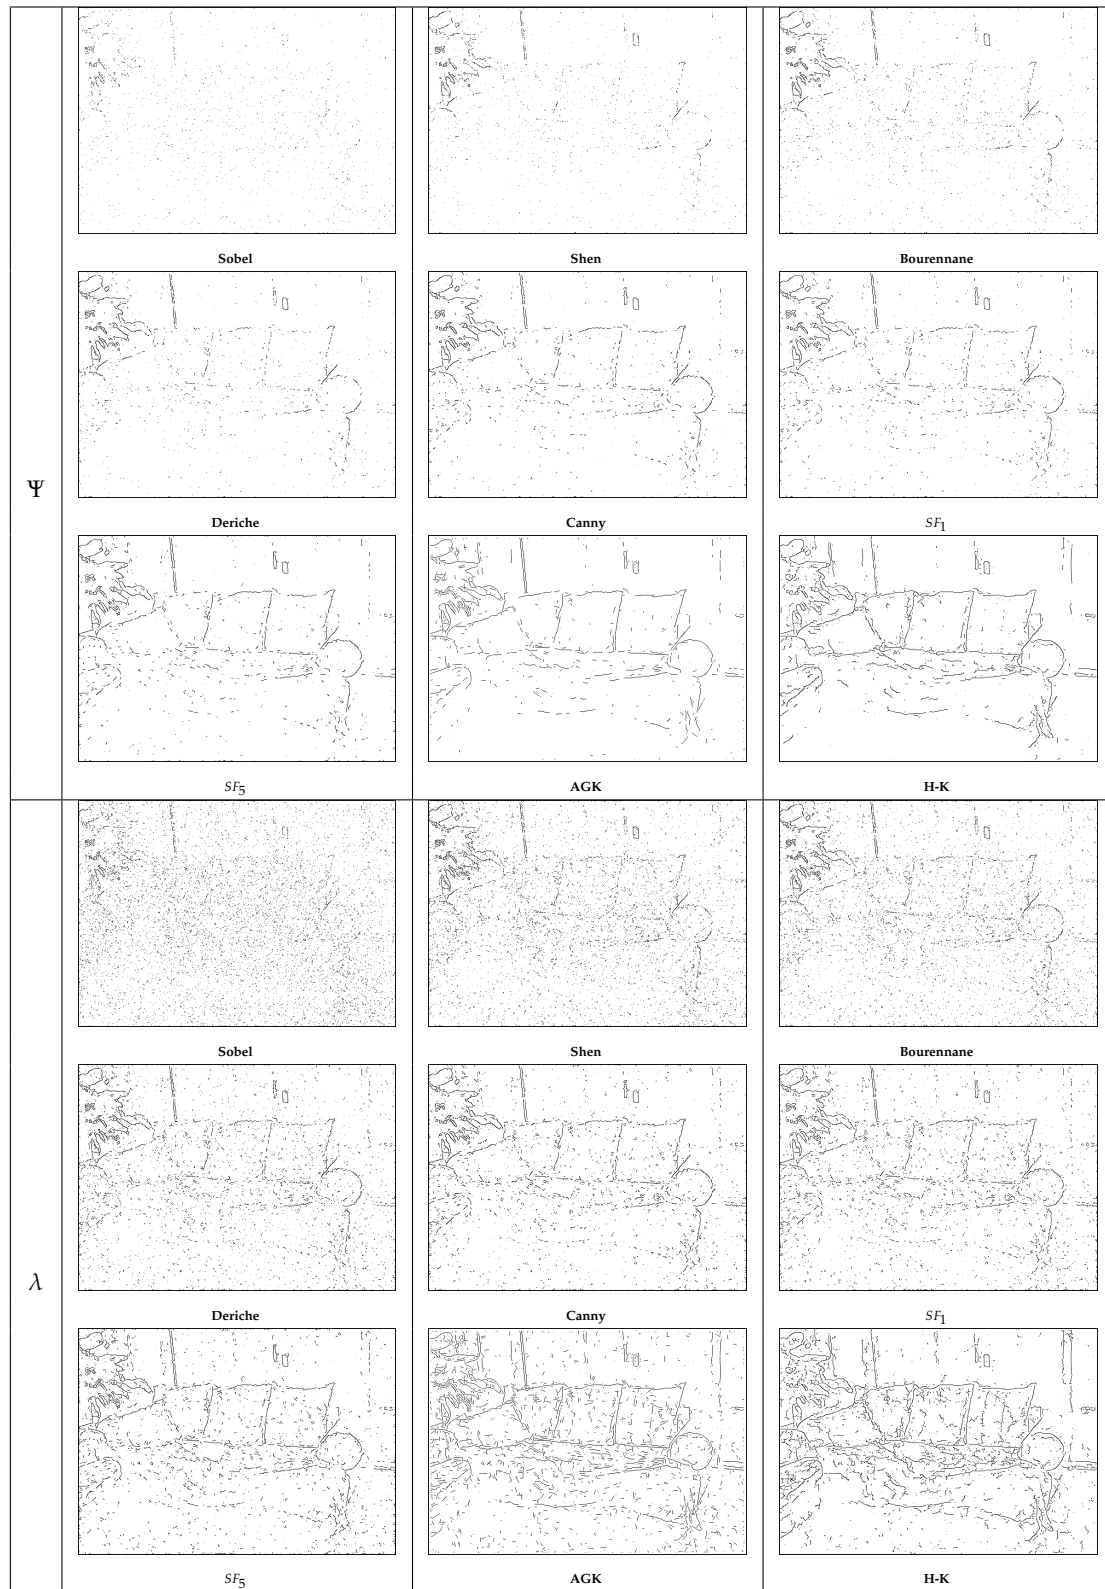 Sobel Shen Bourennane
Ψ
Deriche Canny SF1
SF5 AGK H-K
Sobel Shen Bourennane
λ
Deriche Canny SF1
SF5 AGK H-K